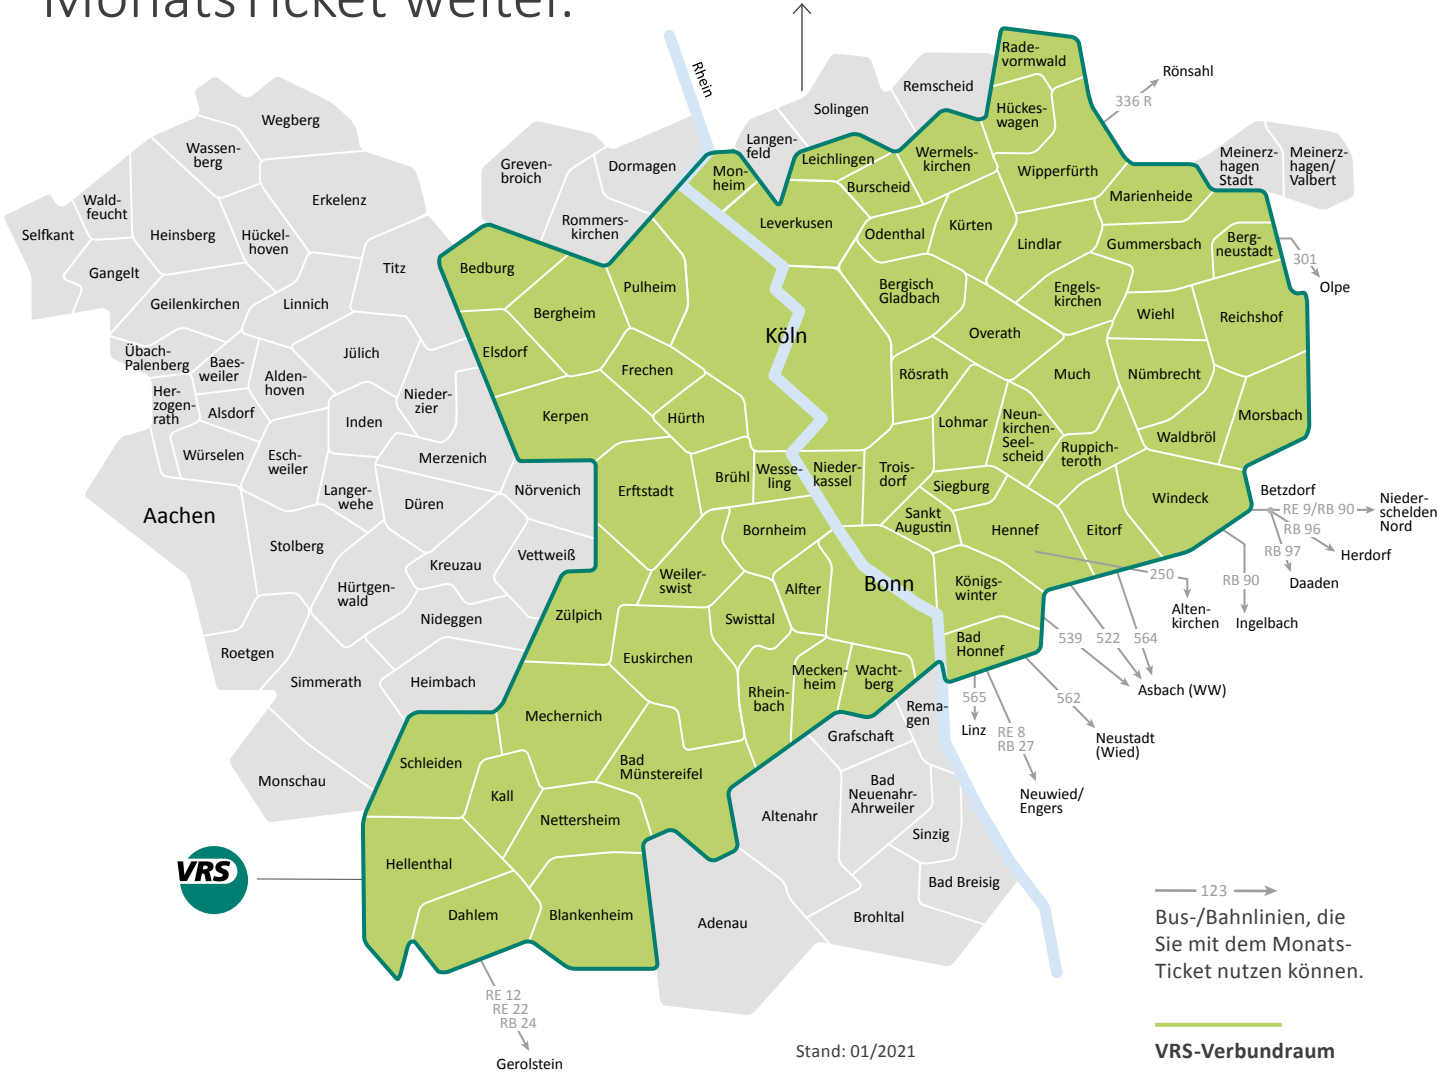 MonatsTicket weiter.
Rhein
Rade-
vormwald
Rönsahl
336 R
Remscheid
Solingen
Hückes-
wagen
Wegberg
Langen-
feld
Wassen-
berg
Greven-
broich
Dormagen
Leichlingen
Wermels-
kirchen
Meinerz-
hagen
Stadt
Meinerz-
hagen/
Valbert
Mon-
heim
Burscheid
Wipperfürth
Marienheide
Wald-
feucht
Erkelenz
Rommers-
kirchen
Leverkusen
Odenthal
Kürten
Selfkant
Heinsberg
Hückel-
hoven
Lindlar
Gummersbach
Berg-
neustadt
301
Olpe
Gangelt
Titz
Bedburg
Pulheim
Bergisch
Gladbach
Engels-
kirchen
Geilenkirchen
Linnich
Bergheim
Wiehl
Reichshof
Köln
Overath
Übach-
Palenberg
Baes-
weiler
Jülich
Elsdorf
Alden-
hoven
Frechen
Rösrath
Much
Nümbrecht
Her-
zogen-
rath
Alsdorf
Inden
Nieder-
zier
Kerpen
Hürth
Lohmar
Neun-
kirchen-
Seel-
scheid
Morsbach
Waldbröl
Würselen
Esch-
weiler
Merzenich
Ruppich-
teroth
Langer-
wehe
Düren
Nörvenich
Erftstadt
Brühl
Wesse-
ling
Nieder-
kassel
Trois-
dorf
Siegburg
Windeck
Betzdorf
RE 9/RB 90
Nieder-
schelden
Nord
Aachen
Sankt
Augustin
Hennef
Eitorf
RB 96
Herdorf
Bornheim
Stolberg
Vettweiß
Kreuzau
RB 97
Daaden
Hürtgen-
wald
Weiler-
swist
Alfter
Bonn
Königs-
winter
250
Alten-
kirchen
RB 90
Ingelbach
Nideggen
Zülpich
Swisttal
Bad
Honnef
539
522
564
Roetgen
Euskirchen
Simmerath
Heimbach
Rhein-
bach
Mecken-
heim
Wacht-
berg
Asbach (WW)
565
562
Linz
Mechernich
Rema-
gen
Grafschaft
RE 8
RB 27
Neustadt
(Wied)
Monschau
Schleiden
Bad
Münstereifel
Kall
Bad
Neuenahr-
Ahrweiler
Neuwied/
Engers
Altenahr
Nettersheim
Sinzig
VRS
Hellenthal
Bad Breisig
Dahlem
Blankenheim
Adenau
Brohltal
123
Bus-/Bahnlinien, die
Sie mit dem Monats-
Ticket nutzen können.
RE 12
RE 22
RB 24
Gerolstein
Stand: 01/2021
VRS-Verbundraum